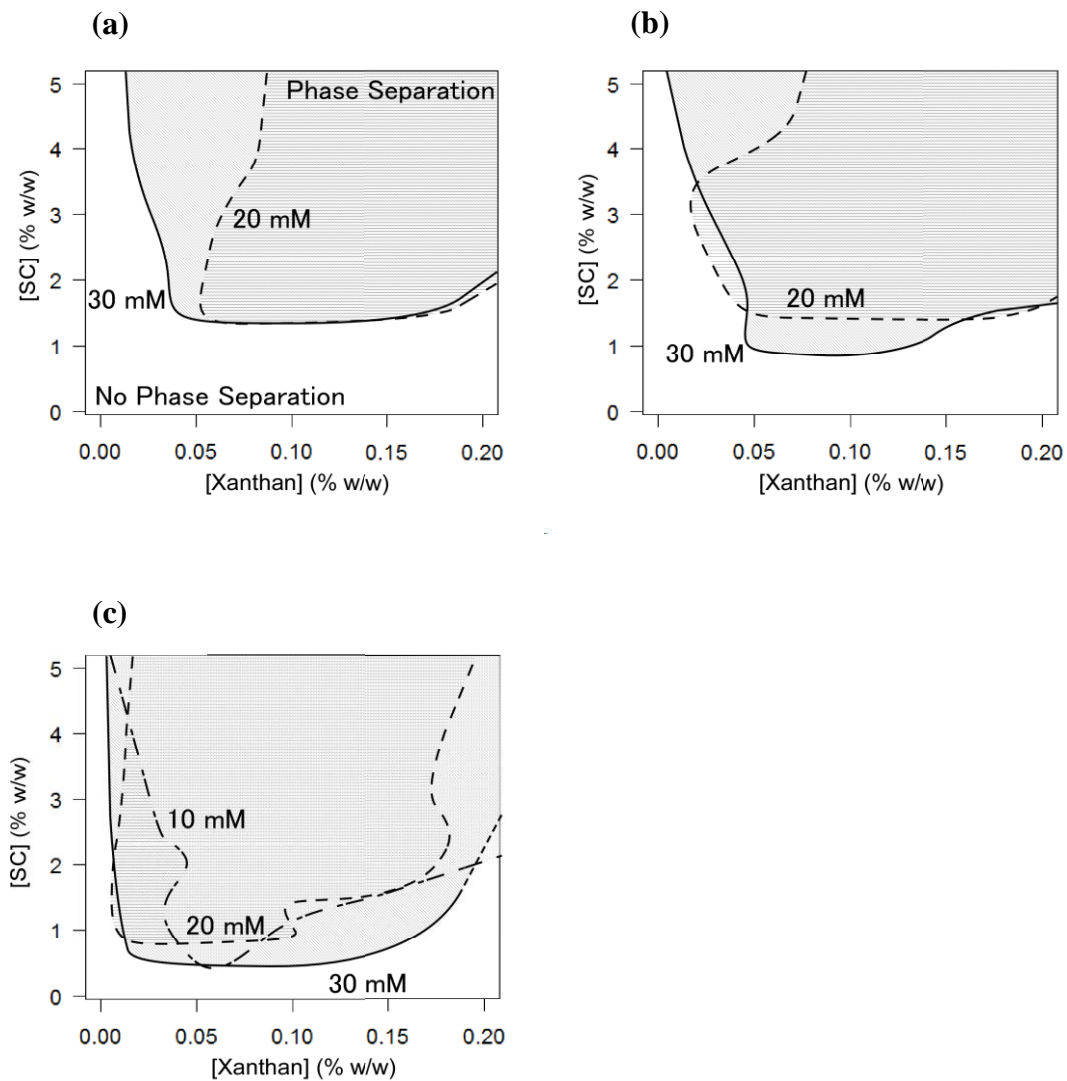 (a)
5
4
3
2
1
0
[SC] (% w/w)
Phase Separation
20 mM
30 mM
No Phase Separation
0.00 0.05 0.10 0.15 0.20
[Xanthan] (% w/w)
(b)
5
4
3
2
1
0
[SC] (% w/w)
20 mM
30 mM
0.00 0.05 0.10 0.15 0.20
[Xanthan] (% w/w)
(c)
5
4
3
2
1
0
[SC] (% w/w)
10 mM
20 mM
30 mM
0.00 0.05 0.10 0.15 0.20
[Xanthan] (% w/w)